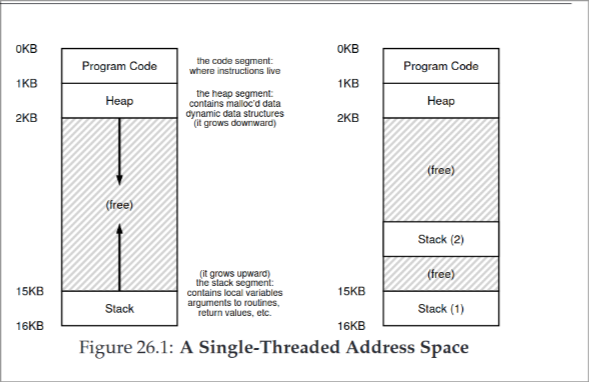 0KB
Program Code
the code segment:
where instructions live
1KB
Heap
the heap segment:
contains malloc'd data
dynamic data structures
(it grows downward)
2KB
(free)
(it grows upward)
the stack segment:
contains local variables
arguments to routines,
return values, etc.
15KB
Stack
16KB
0KB
Program Code
1KB
Heap
2KB
(free)
Stack (2)
(free)
15KB
Stack (1)
16KB
Figure 26.1: A Single-Threaded Address Space